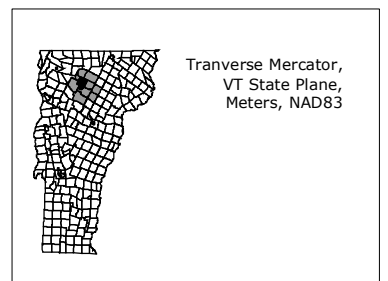 Tranverse Mercator,
VT State Plane,
Meters, NAD83